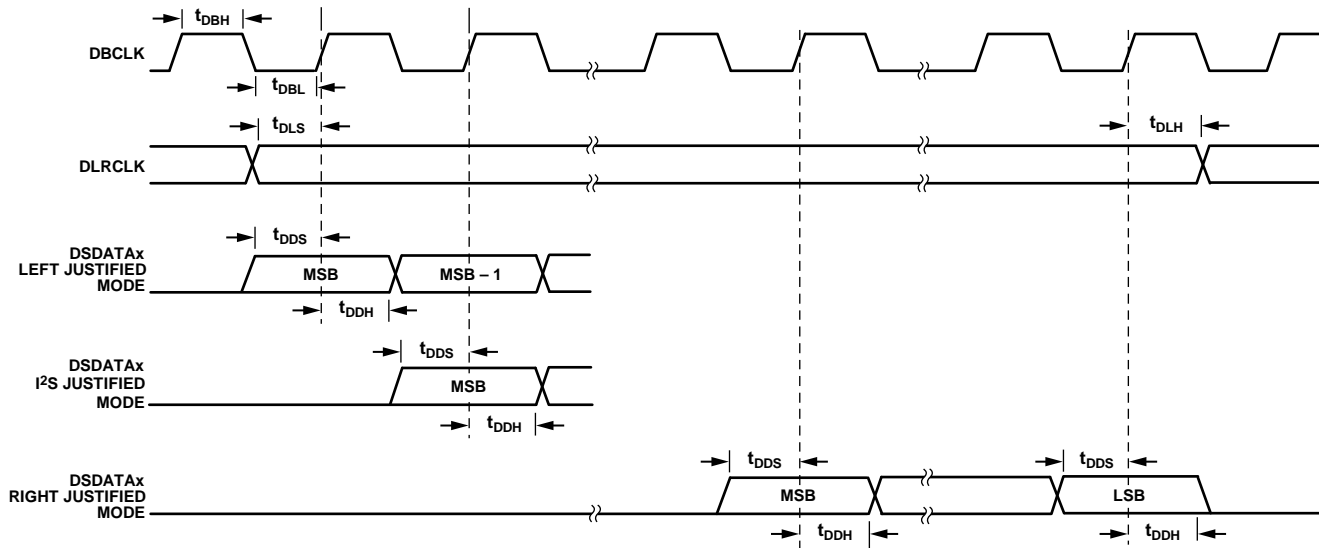 tDBH
DBCLK
tDBL
tDLS
tDLH
DLRCLK
tDDS
DSDATAx
LEFT JUSTIFIED
MODE
MSB
MSB – 1
tDDH
tDDS
DSDATAx
I²S JUSTIFIED
MODE
MSB
tDDH
tDDS
tDDS
DSDATAx
RIGHT JUSTIFIED
MODE
MSB
LSB
tDDH
tDDH